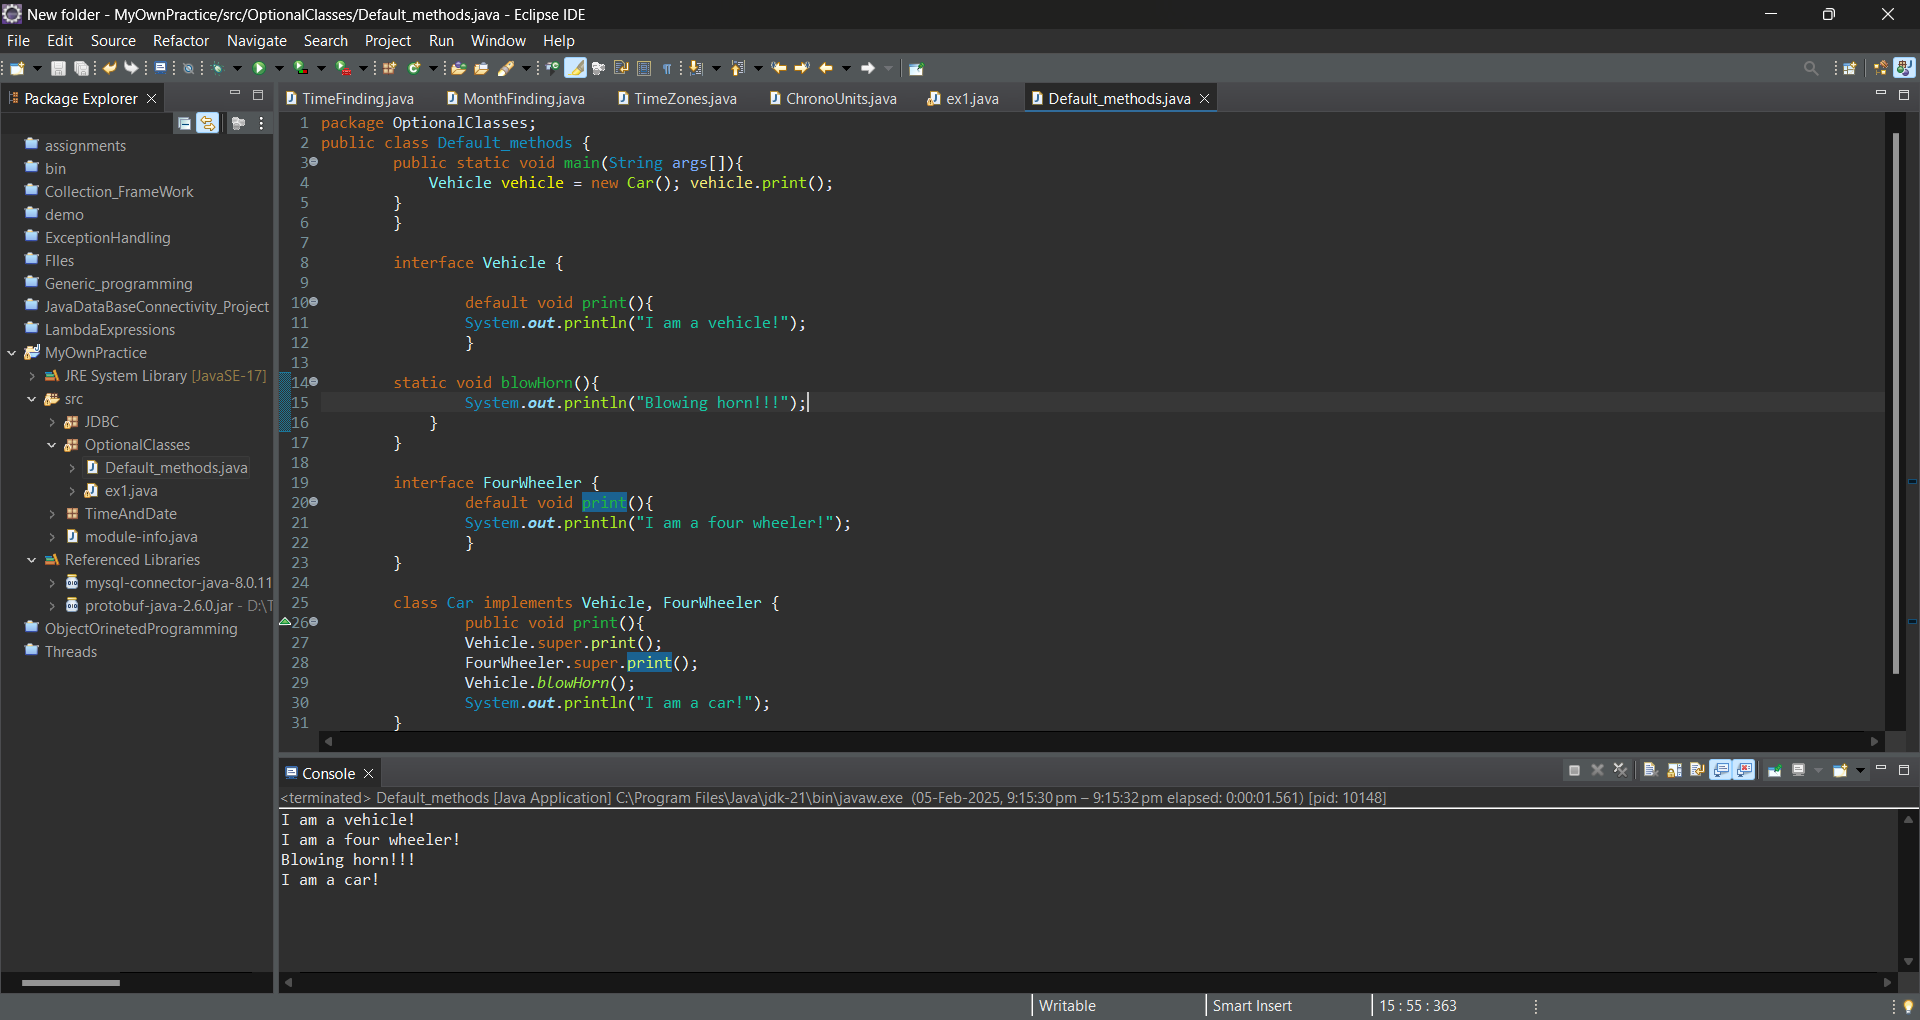 New folder - MyOwnPractice/src/OptionalClasses/Default_methods.java - Eclipse IDE
File Edit Source Refactor Navigate Search Project Run Window Help
Package Explorer
TimeFinding.java MonthFinding.java TimeZones.java ChronoUnits.java ex1.java Default_methods.java
assignments
bin
Collection_FrameWork
demo
ExceptionHandling
FIles
Generic_programming
JavaDataBaseConnectivity_Project
LambdaExpressions
MyOwnPractice
JRE System Library [JavaSE-17]
src
JDBC
OptionalClasses
Default_methods.java
ex1.java
TimeAndDate
module-info.java
Referenced Libraries
mysql-connector-java-8.0.11
protobuf-java-2.6.0.jar - D:\T
ObjectOrinetedProgramming
Threads
1 package OptionalClasses;
2 public class Default_methods {
3 public static void main(String args[]){
4 Vehicle vehicle = new Car(); vehicle.print();
5 }
6 }
7
8 interface Vehicle {
9
10 default void print(){
11 System.out.println("I am a vehicle!");
12 }
13
14 static void blowHorn(){
15 System.out.println("Blowing horn!!!");
16 }
17 }
18
19 interface FourWheeler {
20 default void print(){
21 System.out.println("I am a four wheeler!");
22 }
23 }
24
25 class Car implements Vehicle, FourWheeler {
26 public void print(){
27 Vehicle.super.print();
28 FourWheeler.super.print();
29 Vehicle.blowHorn();
30 System.out.println("I am a car!");
31 }
Console
<terminated> Default_methods [Java Application] C:\Program Files\Java\jdk-21\bin\javaw.exe (05-Feb-2025, 9:15:30 pm – 9:15:32 pm elapsed: 0:00:01.561) [pid: 10148]
I am a vehicle!
I am a four wheeler!
Blowing horn!!!
I am a car!
Writable Smart Insert 15 : 55 : 363